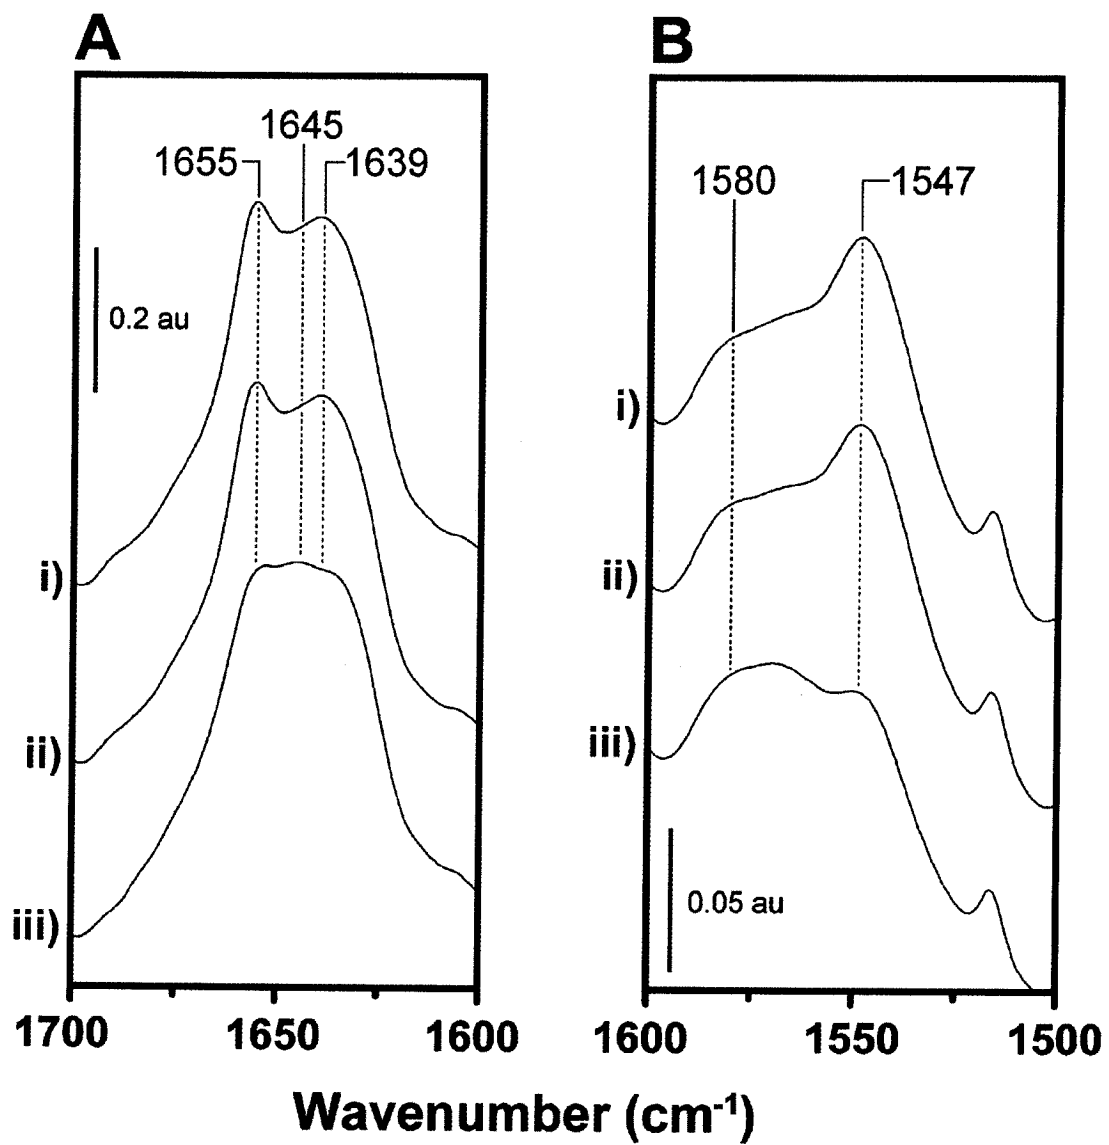 A
B
1645
1655
1639
1580
1547
0.2 au
i)
i)
ii)
ii)
iii)
iii)
0.05 au
1700
1650
1600
1600
1550
1500
Wavenumber (cm-1)